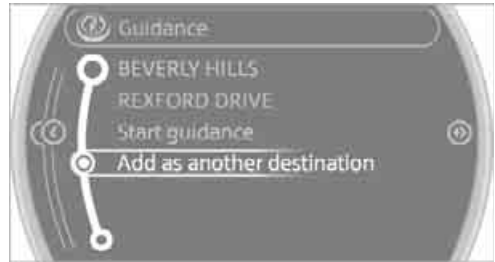 Guidance
BEVERLY HILLS
REXFORD DRIVE
Start guidance
Add as another destination